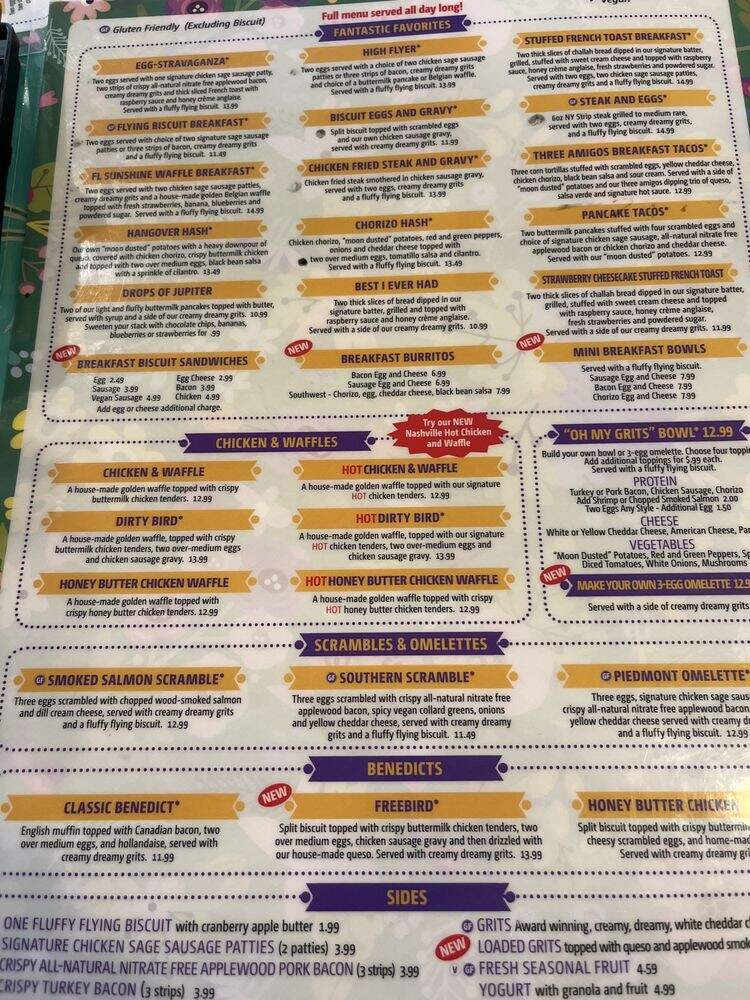 Full menu served all day long!
GF Gluten Friendly (Excluding Biscuit)
Vegan
FANTASTIC FAVORITES
EGG-STRAVAGANZA*
Two eggs served with one signature chicken sage sausage patty,
two strips of crispy all-natural nitrate free applewood bacon,
creamy dreamy grits and thick sliced French toast with
raspberry sauce and honey crème anglaise.
Served with a fluffy flying biscuit. 13.99
GF FLYING BISCUIT BREAKFAST*
Two eggs served with choice of two signature sage sausage
patties or three strips of bacon, creamy dreamy grits
and a fluffy flying biscuit. 11.49
FL SUNSHINE WAFFLE BREAKFAST*
Two eggs served with two chicken sage sausage patties,
creamy dreamy grits and a house-made golden Belgian waffle
topped with fresh strawberries, banana, blueberries and
powdered sugar. Served with a fluffy flying biscuit. 14.99
HANGOVER HASH*
Our own "moon dusted" potatoes with a heavy downpour of
queso, covered with chicken chorizo, crispy buttermilk chicken
and topped with two over medium eggs, black bean salsa
with a sprinkle of cilantro. 13.49
DROPS OF JUPITER
Two of our light and fluffy buttermilk pancakes topped with butter,
served with syrup and a side of our creamy dreamy grits. 10.99
Sweeten your stack with chocolate chips, bananas,
blueberries or strawberries for .99
NEW
BREAKFAST BISCUIT SANDWICHES
Egg 2.49 Egg Cheese 2.99
Sausage 3.99 Bacon 3.99
Vegan Sausage 4.99 Chicken 4.99
Add egg or cheese additional charge.
HIGH FLYER*
Two eggs served with a choice of two chicken sage sausage
patties or three strips of bacon, creamy dreamy grits
and choice of a buttermilk pancake or Belgian waffle.
Served with a fluffy flying biscuit. 13.99
BISCUIT EGGS AND GRAVY*
Split biscuit topped with scrambled eggs
and our own chicken sausage gravy,
served with creamy dreamy grits. 11.99
CHICKEN FRIED STEAK AND GRAVY*
Chicken fried steak smothered in chicken sausage gravy,
served with two eggs, creamy dreamy grits
and a fluffy flying biscuit. 13.99
CHORIZO HASH*
Chicken chorizo, "moon dusted" potatoes, red and green peppers,
onions and cheddar cheese topped with
two over medium eggs, tomatillo salsa and cilantro.
Served with a fluffy flying biscuit. 13.49
BEST I EVER HAD
Two thick slices of bread dipped in our
signature batter, grilled and topped with
raspberry sauce and honey crème anglaise.
Served with a side of our creamy dreamy grits. 10.99
NEW
BREAKFAST BURRITOS
Bacon Egg and Cheese 6.99
Sausage Egg and Cheese 6.99
Southwest - Chorizo, egg, cheddar cheese, black bean salsa 7.99
STUFFED FRENCH TOAST BREAKFAST*
Two thick slices of challah bread dipped in our signature batter,
grilled, stuffed with sweet cream cheese and topped with raspberry
sauce, honey crème anglaise, fresh strawberries and powdered sugar.
Served with two eggs, two chicken sage sausage patties,
creamy dreamy grits and a fluffy flying biscuit. 14.99
GF STEAK AND EGGS*
6oz NY Strip steak grilled to medium rare,
served with two eggs, creamy dreamy grits,
and a fluffy flying biscuit. 14.99
THREE AMIGOS BREAKFAST TACOS*
Three corn tortillas stuffed with scrambled eggs, yellow cheddar cheese,
chicken chorizo, black bean salsa and sour cream. Served with a side of
"moon dusted" potatoes and our three amigos dipping trio of queso,
salsa verde and signature hot sauce. 12.99
PANCAKE TACOS*
Two buttermilk pancakes stuffed with four scrambled eggs and
choice of signature chicken sage sausage, all-natural nitrate free
applewood bacon or chicken chorizo and cheddar cheese.
Served with our "moon dusted" potatoes. 12.99
STRAWBERRY CHEESECAKE STUFFED FRENCH TOAST
Two thick slices of challah bread dipped in our signature batter,
grilled, stuffed with sweet cream cheese and topped
with raspberry sauce, honey crème anglaise,
fresh strawberries and powdered sugar.
Served with a side of our creamy dreamy grits. 11.99
NEW
MINI BREAKFAST BOWLS
Served with a fluffy flying biscuit.
Sausage Egg and Cheese 7.99
Bacon Egg and Cheese 7.99
Chorizo Egg and Cheese 7.99
CHICKEN & WAFFLES
Try our NEW
Nashville Hot Chicken
and Waffle
CHICKEN & WAFFLE
A house-made golden waffle topped with crispy
buttermilk chicken tenders. 12.99
DIRTY BIRD*
A house-made golden waffle, topped with crispy
buttermilk chicken tenders, two over-medium eggs
and chicken sausage gravy. 13.99
HONEY BUTTER CHICKEN WAFFLE
A house-made golden waffle topped with
crispy honey butter chicken tenders. 12.99
HOT CHICKEN & WAFFLE
A house-made golden waffle topped with our signature
HOT chicken tenders. 12.99
HOT DIRTY BIRD*
A house-made golden waffle, topped with our signature
HOT chicken tenders, two over-medium eggs and
chicken sausage gravy. 13.99
HOT HONEY BUTTER CHICKEN WAFFLE
A house-made golden waffle topped with crispy
HOT honey butter chicken tenders. 12.99
"OH MY GRITS" BOWL* 12.99
Build your own bowl or 3-egg omelette. Choose four toppi
Add additional toppings for $.99 each.
Served with a fluffy flying biscuit.
PROTEIN
Turkey or Pork Bacon, Chicken Sausage, Chorizo
Add Shrimp or Chopped Smoked Salmon 2.00
Two Eggs Any Style - Additional Egg 1.50
CHEESE
White or Yellow Cheddar Cheese, American Cheese,
VEGETABLES
"Moon Dusted" Potatoes, Red and Green Peppers,
Diced Tomatoes, White Onions, Mushrooms
NEW
MAKE YOUR OWN 3-EGG OMELETTE 12.9
Served with a side of creamy dreamy grits
SCRAMBLES & OMELETTES
GF SMOKED SALMON SCRAMBLE*
Three eggs scrambled with chopped wood-smoked salmon
and dill cream cheese, served with creamy dreamy grits
and a fluffy flying biscuit. 12.99
GF SOUTHERN SCRAMBLE*
Three eggs scrambled with crispy all-natural nitrate free
applewood bacon, spicy vegan collard greens, onions
and yellow cheddar cheese, served with creamy dreamy
grits and a fluffy flying biscuit. 11.49
GF PIEDMONT OMELETTE*
Three eggs, signature chicken sage saus
crispy all-natural nitrate free applewood bacon,
yellow cheddar cheese served with creamy d
and a fluffy flying biscuit. 12.99
BENEDICTS
CLASSIC BENEDICT*
English muffin topped with Canadian bacon, two
over medium eggs, and hollandaise, served with
creamy dreamy grits. 11.99
NEW
FREEBIRD*
Split biscuit topped with crispy buttermilk chicken tenders, two
over medium eggs, chicken sausage gravy and then drizzled with
our house-made queso. Served with creamy dreamy grits. 13.99
HONEY BUTTER CHICKEN
Split biscuit topped with crispy buttermi
cheesy scrambled eggs, and home-mad
Served with creamy dreamy gri
SIDES
ONE FLUFFY FLYING BISCUIT with cranberry apple butter 1.99
SIGNATURE CHICKEN SAGE SAUSAGE PATTIES (2 patties) 3.99
CRISPY ALL-NATURAL NITRATE FREE APPLEWOOD PORK BACON (3 strips) 3.99
CRISPY TURKEY BACON (3 strips) 3.99
GF GRITS Award winning, creamy, dreamy, white cheddar c
NEW
LOADED GRITS topped with queso and applewood smok
V GF FRESH SEASONAL FRUIT 4.59
YOGURT with granola and fruit 4.99